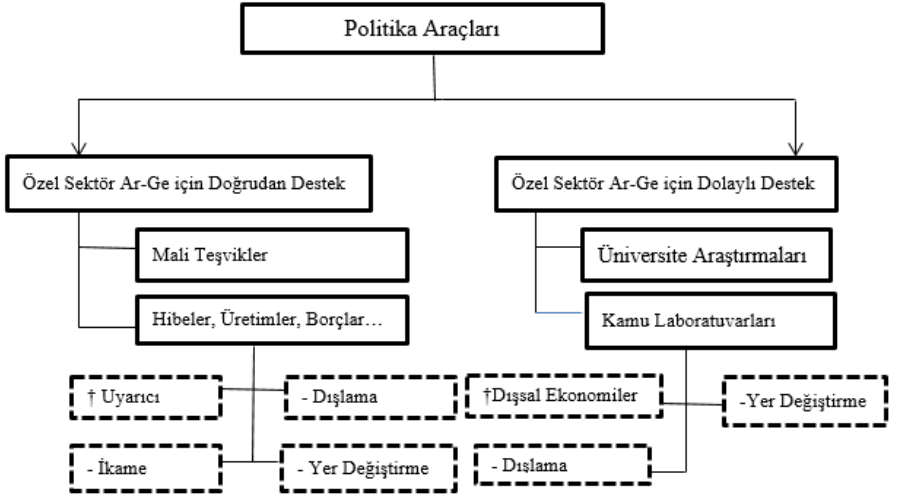 Politika Araçları
Özel Sektör Ar-Ge için Doğrudan Destek
Özel Sektör Ar-Ge için Dolaylı Destek
Mali Teşvikler
Üniversite Araştırmaları
Hibeler, Üretimler, Borçlar...
Kamu Laboratuvarları
† Uyarıcı
- Dışlama
†Dışsal Ekonomiler
-Yer Değiştirme
- İkame
- Yer Değiştirme
- Dışlama